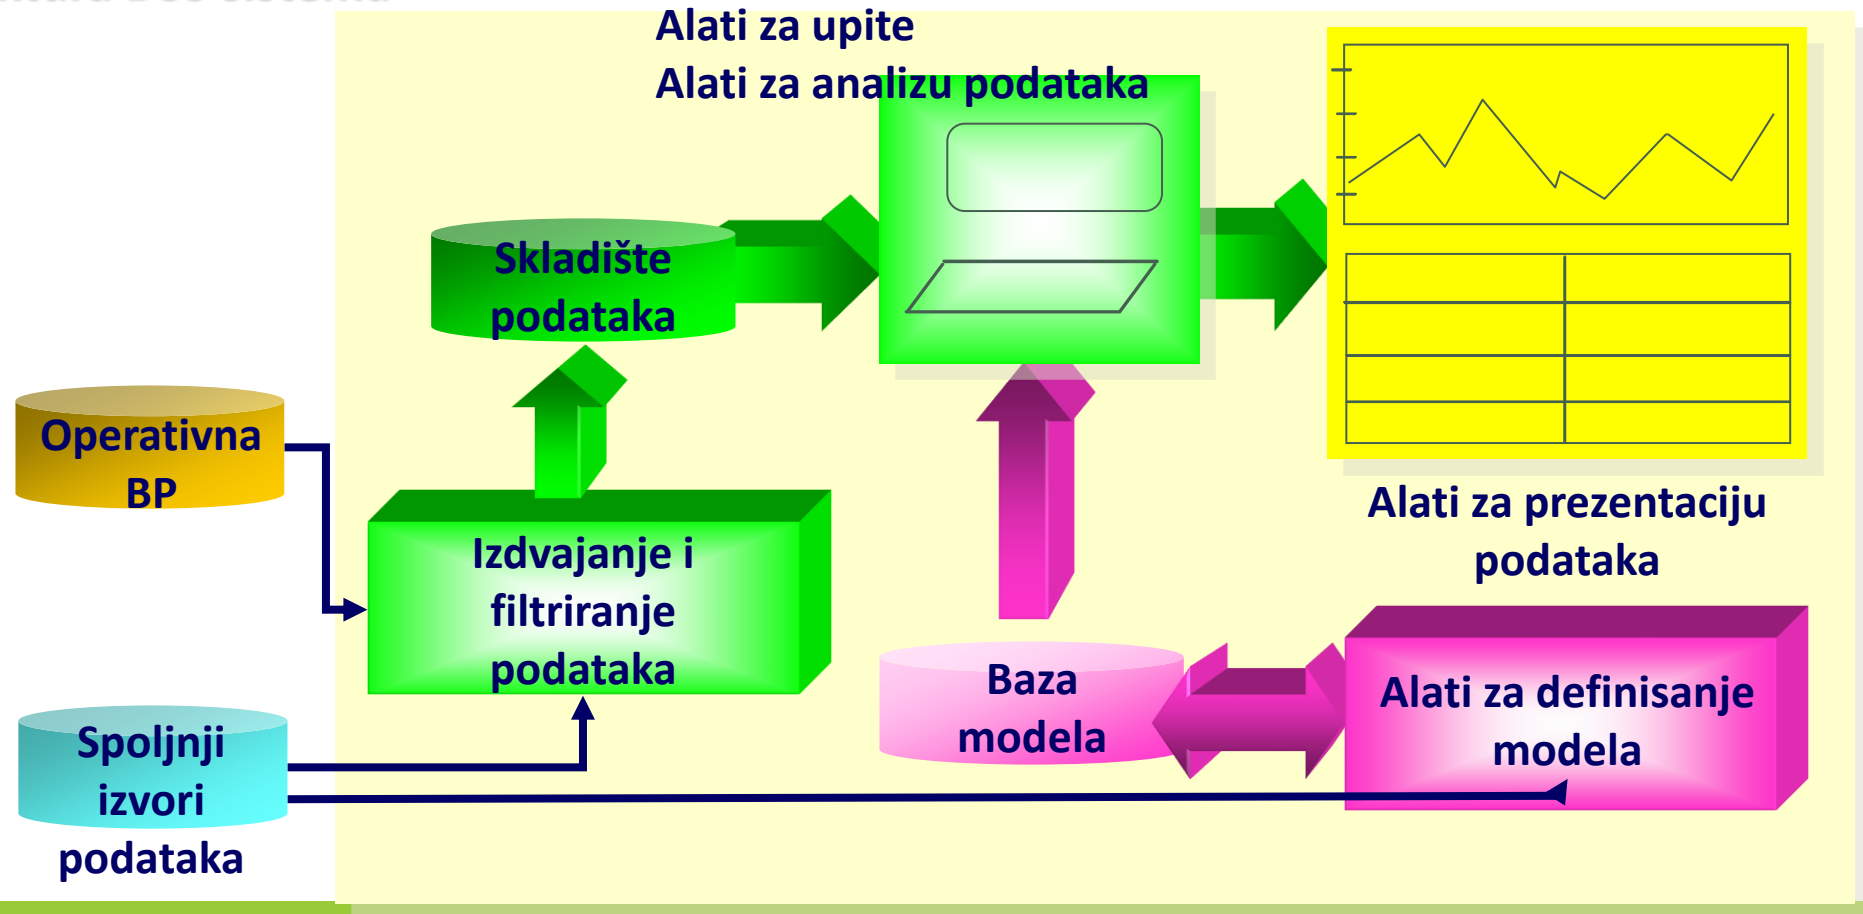 Alati za upite
Alati za analizu podataka
Skladište
podataka
Operativna
BP
Izdvajanje i
filtriranje
podataka
Alati za prezentaciju
podataka
Baza
modela
Alati za definisanje
modela
Spoljnji
izvori
podataka